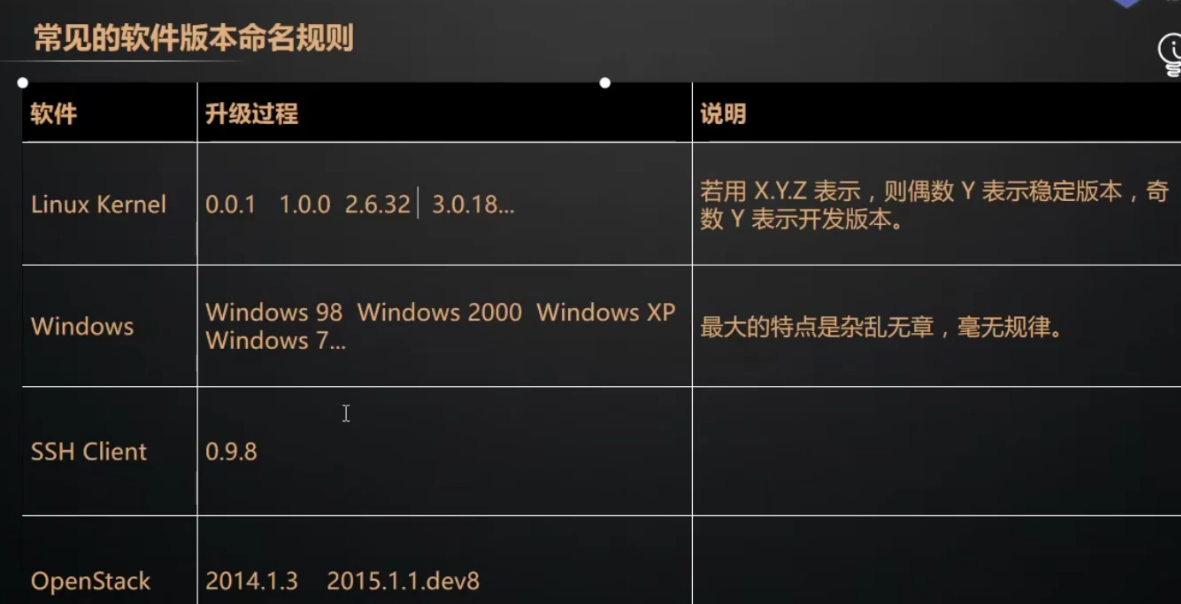 常见的软件版本命名规则
软件 升级过程 说明
Linux Kernel 0.0.1 1.0.0 2.6.32 3.0.18... 若用 X.Y.Z 表示，则偶数 Y 表示稳定版本，奇
数 Y 表示开发版本。
Windows Windows 98 Windows 2000 Windows XP
Windows 7... 最大的特点是杂乱无章，毫无规律。
SSH Client 0.9.8
OpenStack 2014.1.3 2015.1.1.dev8